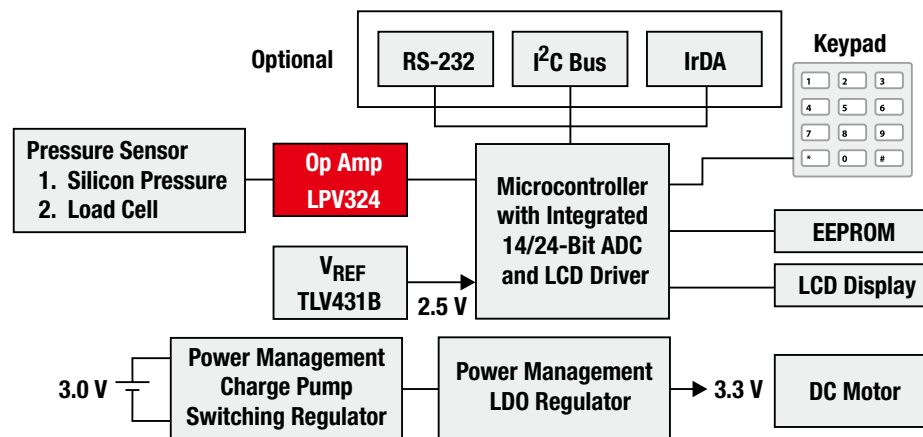 Optional
RS-232
I²C Bus
IrDA
Keypad
1 2 3
4 5 6
7 8 9
* 0 #
Pressure Sensor
1. Silicon Pressure
2. Load Cell
Op Amp
LPV324
Microcontroller
with Integrated
14/24-Bit ADC
and LCD Driver
EEPROM
LCD Display
VREF
TLV431B
2.5 V
3.0 V
Power Management
Charge Pump
Switching Regulator
Power Management
LDO Regulator
3.3 V
DC Motor